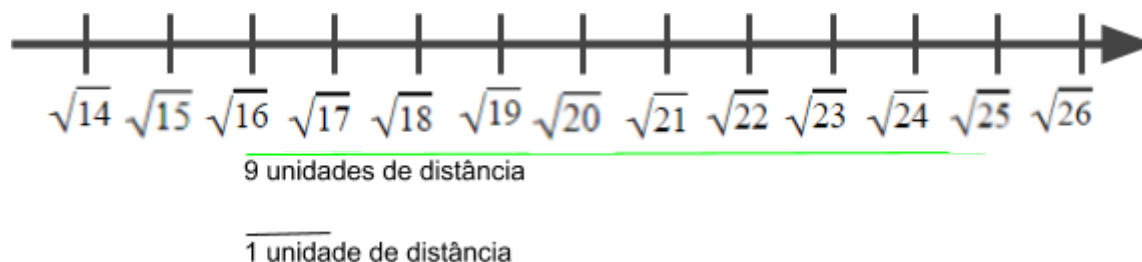 √14 √15 √16 √17 √18 √19 √20 √21 √22 √23 √24 √25 √26
9 unidades de distância
1 unidade de distância